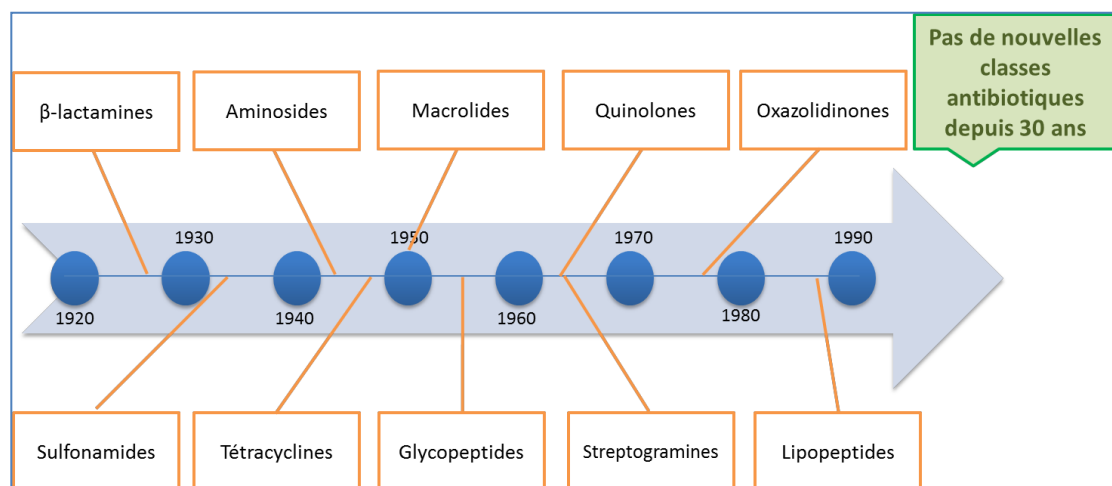 Pas de nouvelles
classes
antibiotiques
depuis 30 ans
β-lactamines
Aminosides
Macrolides
Quinolones
Oxazolidinones
1930
1950
1970
1990
1920
1940
1960
1980
Sulfonamides
Tétracyclines
Glycopeptides
Streptogramines
Lipopeptides